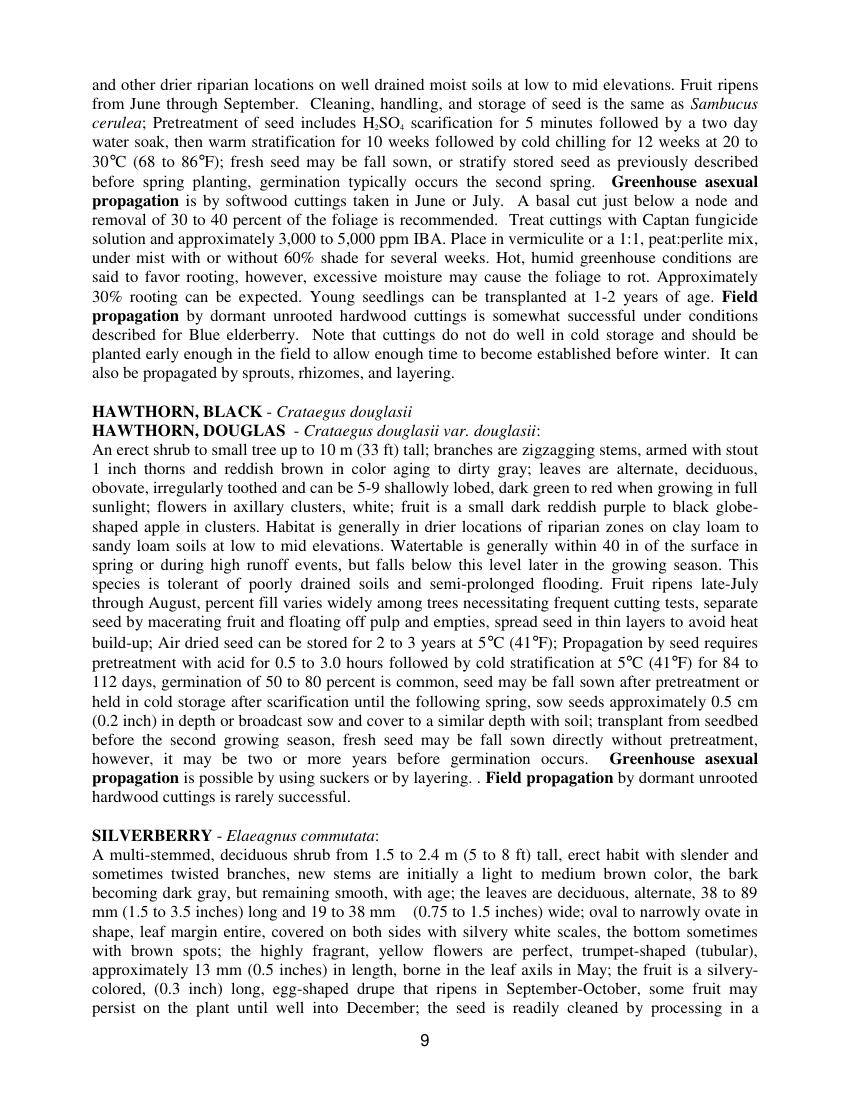 and other drier riparian locations on well drained moist soils at low to mid elevations. Fruit ripens
from June through September.  Cleaning, handling, and storage of seed is the same as Sambucus
cerulea; Pretreatment of seed includes H₂SO₄ scarification for 5 minutes followed by a two day
water soak, then warm stratification for 10 weeks followed by cold chilling for 12 weeks at 20 to
30°C (68 to 86°F); fresh seed may be fall sown, or stratify stored seed as previously described
before spring planting, germination typically occurs the second spring.  Greenhouse asexual
propagation is by softwood cuttings taken in June or July.  A basal cut just below a node and
removal of 30 to 40 percent of the foliage is recommended.  Treat cuttings with Captan fungicide
solution and approximately 3,000 to 5,000 ppm IBA. Place in vermiculite or a 1:1, peat:perlite mix,
under mist with or without 60% shade for several weeks. Hot, humid greenhouse conditions are
said to favor rooting, however, excessive moisture may cause the foliage to rot. Approximately
30% rooting can be expected. Young seedlings can be transplanted at 1-2 years of age. Field
propagation by dormant unrooted hardwood cuttings is somewhat successful under conditions
described for Blue elderberry.  Note that cuttings do not do well in cold storage and should be
planted early enough in the field to allow enough time to become established before winter.  It can
also be propagated by sprouts, rhizomes, and layering.
HAWTHORN, BLACK - Crataegus douglasii
HAWTHORN, DOUGLAS  - Crataegus douglasii var. douglasii:
An erect shrub to small tree up to 10 m (33 ft) tall; branches are zigzagging stems, armed with stout
1 inch thorns and reddish brown in color aging to dirty gray; leaves are alternate, deciduous,
obovate, irregularly toothed and can be 5-9 shallowly lobed, dark green to red when growing in full
sunlight; flowers in axillary clusters, white; fruit is a small dark reddish purple to black globe-
shaped apple in clusters. Habitat is generally in drier locations of riparian zones on clay loam to
sandy loam soils at low to mid elevations. Watertable is generally within 40 in of the surface in
spring or during high runoff events, but falls below this level later in the growing season. This
species is tolerant of poorly drained soils and semi-prolonged flooding. Fruit ripens late-July
through August, percent fill varies widely among trees necessitating frequent cutting tests, separate
seed by macerating fruit and floating off pulp and empties, spread seed in thin layers to avoid heat
build-up; Air dried seed can be stored for 2 to 3 years at 5°C (41°F); Propagation by seed requires
pretreatment with acid for 0.5 to 3.0 hours followed by cold stratification at 5°C (41°F) for 84 to
112 days, germination of 50 to 80 percent is common, seed may be fall sown after pretreatment or
held in cold storage after scarification until the following spring, sow seeds approximately 0.5 cm
(0.2 inch) in depth or broadcast sow and cover to a similar depth with soil; transplant from seedbed
before the second growing season, fresh seed may be fall sown directly without pretreatment,
however, it may be two or more years before germination occurs.  Greenhouse asexual
propagation is possible by using suckers or by layering. . Field propagation by dormant unrooted
hardwood cuttings is rarely successful.
SILVERBERRY - Elaeagnus commutata:
A multi-stemmed, deciduous shrub from 1.5 to 2.4 m (5 to 8 ft) tall, erect habit with slender and
sometimes twisted branches, new stems are initially a light to medium brown color, the bark
becoming dark gray, but remaining smooth, with age; the leaves are deciduous, alternate, 38 to 89
mm (1.5 to 3.5 inches) long and 19 to 38 mm   (0.75 to 1.5 inches) wide; oval to narrowly ovate in
shape, leaf margin entire, covered on both sides with silvery white scales, the bottom sometimes
with brown spots; the highly fragrant, yellow flowers are perfect, trumpet-shaped (tubular),
approximately 13 mm (0.5 inches) in length, borne in the leaf axils in May; the fruit is a silvery-
colored, (0.3 inch) long, egg-shaped drupe that ripens in September-October, some fruit may
persist on the plant until well into December; the seed is readily cleaned by processing in a
9